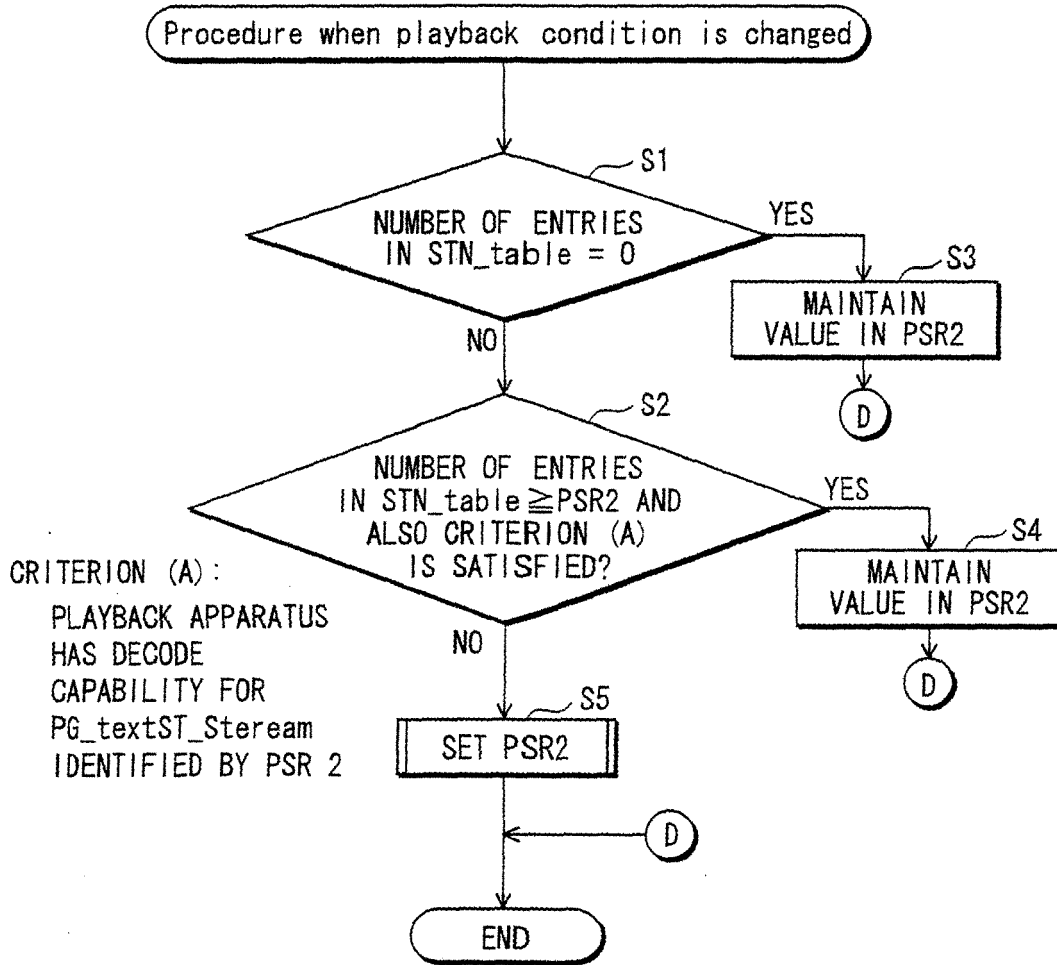 Procedure when playback condition is changed
S1
NUMBER OF ENTRIES
IN STN_table = 0
YES
S3
MAINTAIN
VALUE IN PSR2
D
NO
S2
NUMBER OF ENTRIES
IN STN_table ≧PSR2 AND
ALSO CRITERION (A)
IS SATISFIED?
YES
S4
MAINTAIN
VALUE IN PSR2
D
CRITERION (A):
PLAYBACK APPARATUS
HAS DECODE
CAPABILITY FOR
PG_textST_Steream
IDENTIFIED BY PSR 2
NO
S5
SET PSR2
D
END